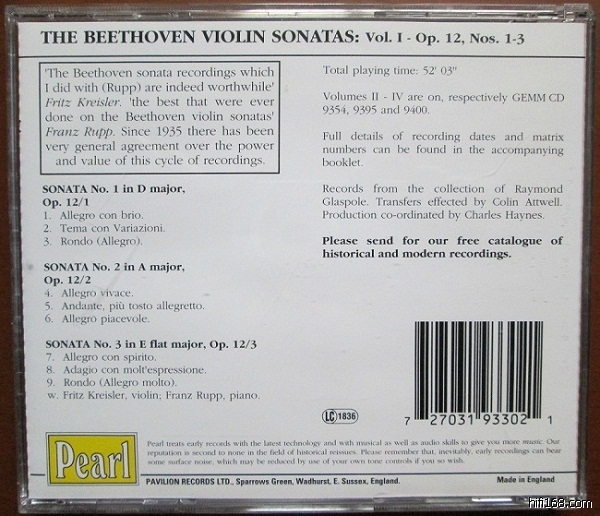 THE BEETHOVEN VIOLIN SONATAS: Vol. I - Op. 12, Nos. 1-3
'The Beethoven sonata recordings which
I did with (Rupp) are indeed worthwhile'
Fritz Kreisler. 'the best that were ever
done on the Beethoven violin sonatas'
Franz Rupp. Since 1935 there has been
very general agreement over the power
and value of this cycle of recordings.
SONATA No. 1 in D major,
Op. 12/1
1. Allegro con brio.
2. Tema con Variazioni.
3. Rondo (Allegro).
SONATA No. 2 in A major,
Op. 12/2
4. Allegro vivace.
5. Andante, più tosto allegretto.
6. Allegro piacevole.
SONATA No. 3 in E flat major, Op. 12/3
7. Allegro con spirito.
8. Adagio con molt'espressione.
9. Rondo (Allegro molto).
w. Fritz Kreisler, violin; Franz Rupp, piano.
Total playing time: 52' 03"
Volumes II - IV are on, respectively GEMM CD
9354, 9395 and 9400.
Full details of recording dates and matrix
numbers can be found in the accompanying
booklet.
Records from the collection of Raymond
Glaspole. Transfers effected by Colin Attwell.
Production co-ordinated by Charles Haynes.
Please send for our free catalogue of
historical and modern recordings.
LC 1836
7 27031 93302 1
Pearl
Pearl treats early records with the latest technology and with musical as well as audio skills to give you more music. Our
reputation is second to none in the field of historical reissues. Please remember that, inevitably, early recordings can bear
some surface noise, which may be reduced by use of your own tone controls if you so wish.
PAVILION RECORDS LTD., Sparrows Green, Wadhurst, E. Sussex, England.
Made in England
hifi168.com